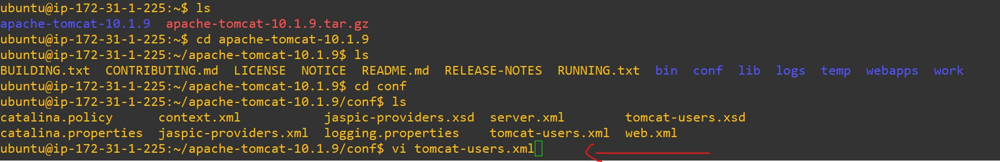 ubuntu@ip-172-31-1-225:~$ ls
apache-tomcat-10.1.9  apache-tomcat-10.1.9.tar.gz
ubuntu@ip-172-31-1-225:~$ cd apache-tomcat-10.1.9
ubuntu@ip-172-31-1-225:~/apache-tomcat-10.1.9$ ls
BUILDING.txt  CONTRIBUTING.md  LICENSE  NOTICE  README.md  RELEASE-NOTES  RUNNING.txt  bin  conf  lib  logs  temp  webapps  work
ubuntu@ip-172-31-1-225:~/apache-tomcat-10.1.9$ cd conf
ubuntu@ip-172-31-1-225:~/apache-tomcat-10.1.9/conf$ ls
catalina.policy      context.xml           jaspic-providers.xsd  server.xml        tomcat-users.xsd
catalina.properties  jaspic-providers.xml  logging.properties    tomcat-users.xml  web.xml
ubuntu@ip-172-31-1-225:~/apache-tomcat-10.1.9/conf$ vi tomcat-users.xml